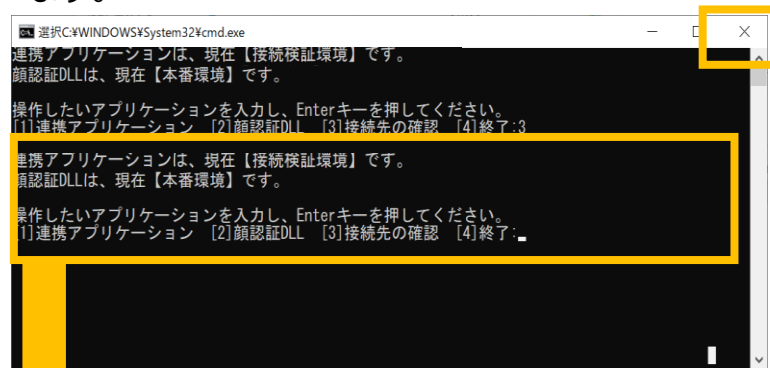 ます。
選択C:¥WINDOWS¥System32¥cmd.exe
連携アプリケーションは、現在【接続検証環境】です。
顔認証DLLは、現在【本番環境】です。
操作したいアプリケーションを入力し、Enterキーを押してください。
[1]連携アプリケーション [2]顔認証DLL [3]接続先の確認 [4]終了:3
連携アプリケーションは、現在【接続検証環境】です。
顔認証DLLは、現在【本番環境】です。
操作したいアプリケーションを入力し、Enterキーを押してください。
[1]連携アプリケーション [2]顔認証DLL [3]接続先の確認 [4]終了: